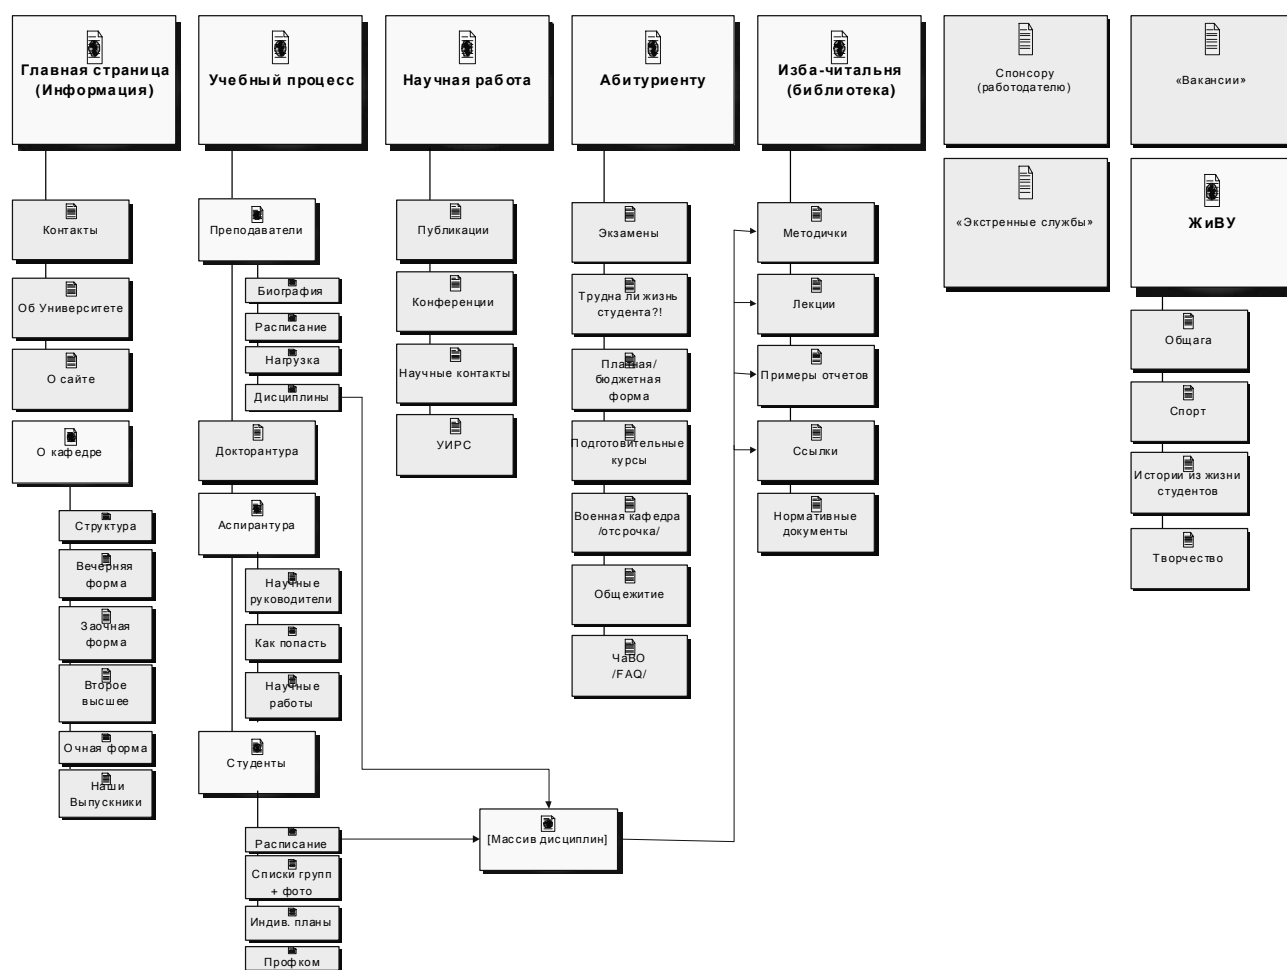 Главная страница
(Информация)
Учебный процесс
Научная работа
Абитуриенту
Изба-читальня
(библиотека)
Спонсору
(работодателю)
«Вакансии»
«Экстренные службы»
ЖиВУ
Контакты
Об Университете
О сайте
О кафедре
Структура
Вечерняя
форма
Заочная
форма
Второе
высшее
Очная форма
Наши
Выпускники
Преподаватели
Биография
Расписание
Нагрузка
Дисциплины
Докторантура
Аспирантура
Научные
руководители
Как попасть
Научные
работы
Студенты
Расписание
Списки групп
+ фото
Индив. планы
Профком
Публикации
Конференции
Научные контакты
УИРС
[Массив дисциплин]
Экзамены
Трудна ли жизнь
студента?!
Платная/
бюджетная
форма
Подготовительные
курсы
Военная кафедра
/отсрочка/
Общежитие
ЧаВО
/FAQ/
Методички
Лекции
Примеры отчетов
Ссылки
Нормативные
документы
Общага
Спорт
Истории из жизни
студентов
Творчество